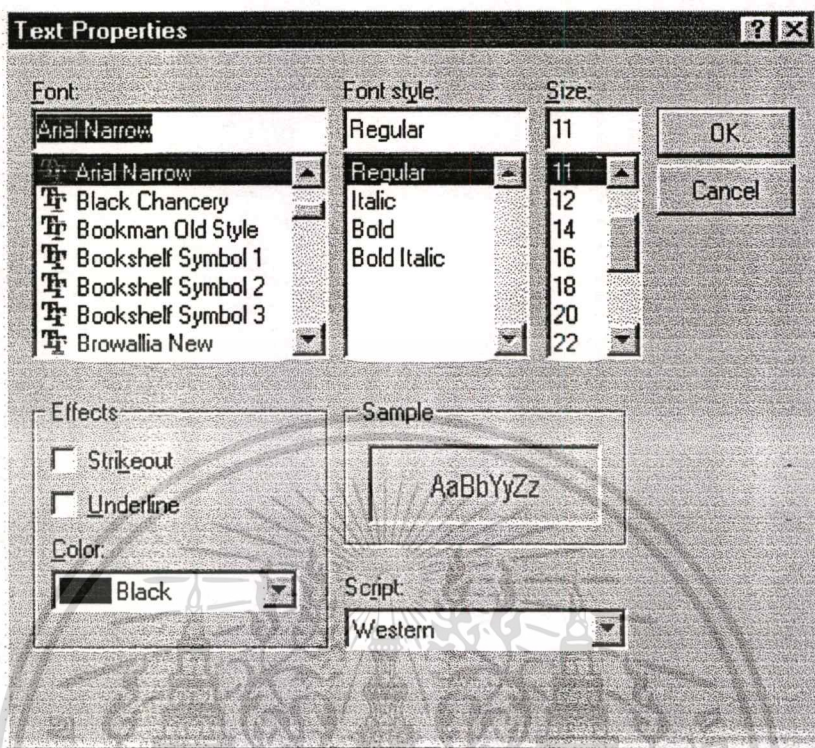 Text Properties
Font:
Arial Narrow
Arial Narrow
Black Chancery
Bookman Old Style
Bookshelf Symbol 1
Bookshelf Symbol 2
Bookshelf Symbol 3
Browallia New
Font style:
Regular
Regular
Italic
Bold
Bold Italic
Size:
11
11
12
14
16
18
20
22
OK
Cancel
Effects
Strikeout
Underline
Color:
Black
Sample
AaBbYyZz
Script:
Western